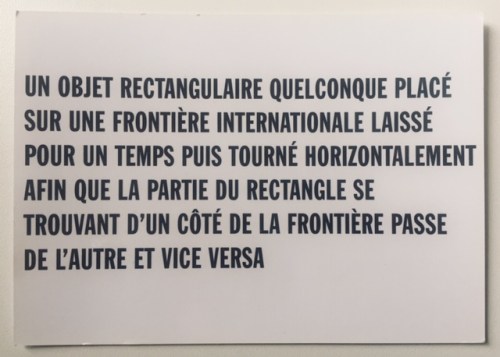 UN OBJET RECTANGULAIRE QUELCONQUE PLACÉ
SUR UNE FRONTIÈRE INTERNATIONALE LAISSÉ
POUR UN TEMPS PUIS TOURNÉ HORIZONTALEMENT
AFIN QUE LA PARTIE DU RECTANGLE SE
TROUVANT D'UN CÔTÉ DE LA FRONTIÈRE PASSE
DE L'AUTRE ET VICE VERSA